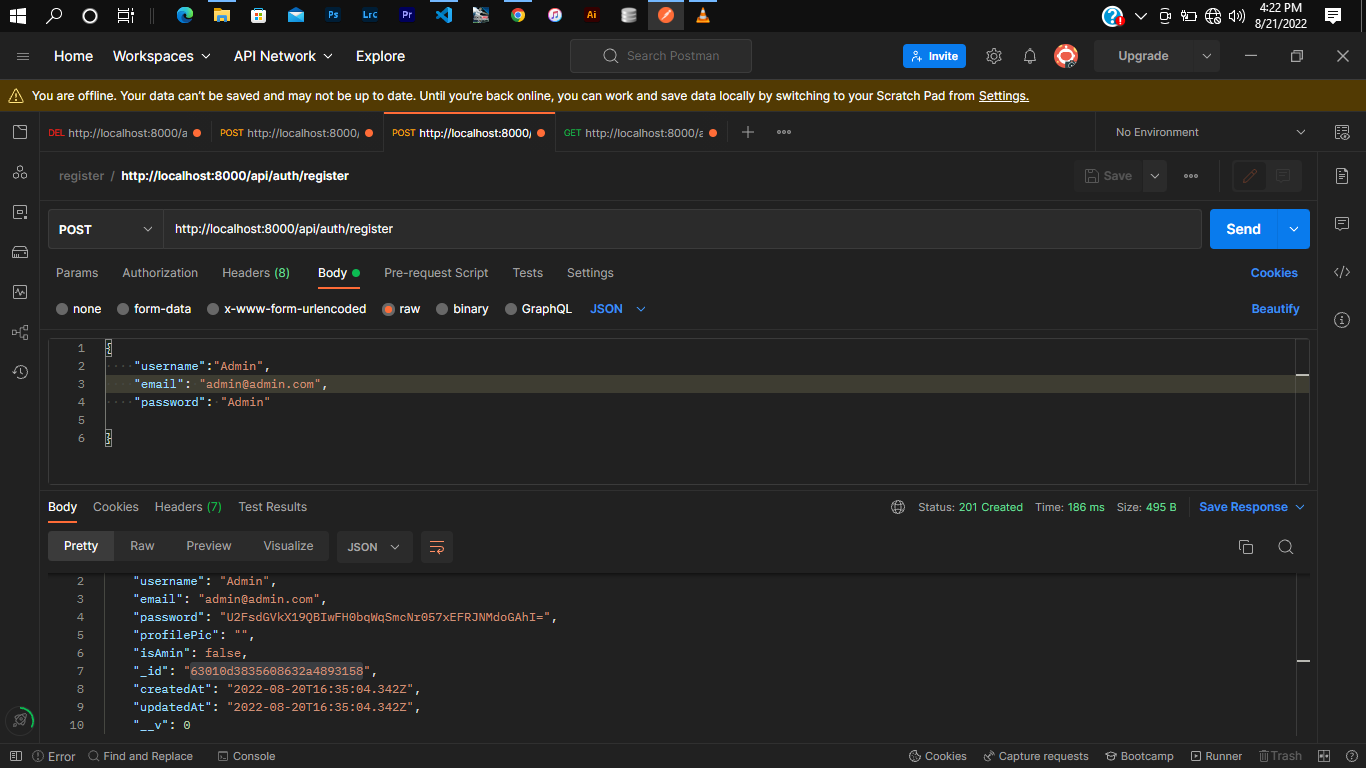 Ps Lrc Pr Ai 4:22 PM
8/21/2022
Home Workspaces API Network Explore Search Postman Invite Upgrade
You are offline. Your data can't be saved and may not be up to date. Until you're back online, you can work and save data locally by switching to your Scratch Pad from Settings.
DEL http://localhost:8000/a POST http://localhost:8000/ POST http://localhost:8000/ GET http://localhost:8000/a No Environment
register / http://localhost:8000/api/auth/register Save
POST http://localhost:8000/api/auth/register Send
Params Authorization Headers (8) Body Pre-request Script Tests Settings Cookies
none form-data x-www-form-urlencoded raw binary GraphQL JSON Beautify
1 {
2 "username":"Admin",
3 "email": "admin@admin.com",
4 "password": "Admin"
5
6 }
Body Cookies Headers (7) Test Results Status: 201 Created Time: 186 ms Size: 495 B Save Response
Pretty Raw Preview Visualize JSON
2 "username": "Admin",
3 "email": "admin@admin.com",
4 "password": "U2FsdGVkX19QBIwFH0bqWqSmcNr057xEFRJNMdoGAhI=",
5 "profilePic": "",
6 "isAmin": false,
7 "_id": "63010d3835608632a4893158",
8 "createdAt": "2022-08-20T16:35:04.342Z",
9 "updatedAt": "2022-08-20T16:35:04.342Z",
10 "__v": 0
Error Find and Replace Console Cookies Capture requests Bootcamp Runner Trash